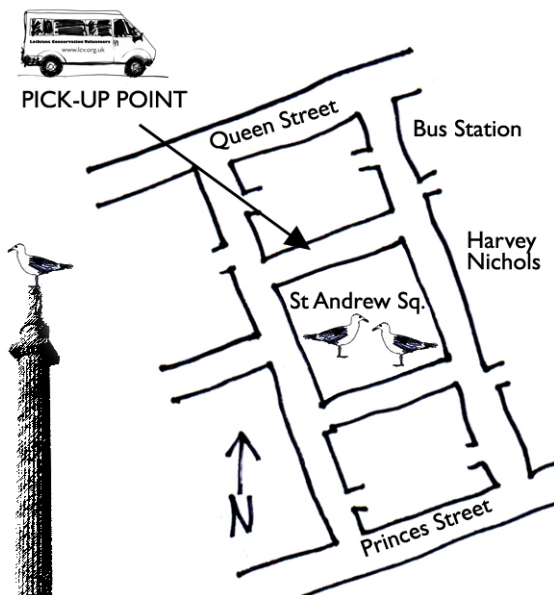 Lothians Conservation Volunteers
www.lcv.org.uk
PICK-UP POINT
Queen Street
Bus Station
Harvey
Nichols
St Andrew Sq.
N
Princes Street